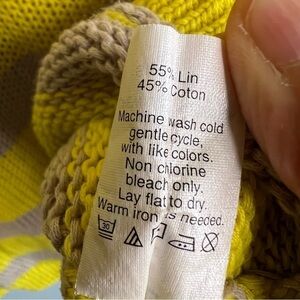 55% Lin
45% Coton
Machine wash cold
gentle cycle,
with like colors.
Non chlorine
bleach only.
Lay flat to dry.
Warm iron is needed.
30